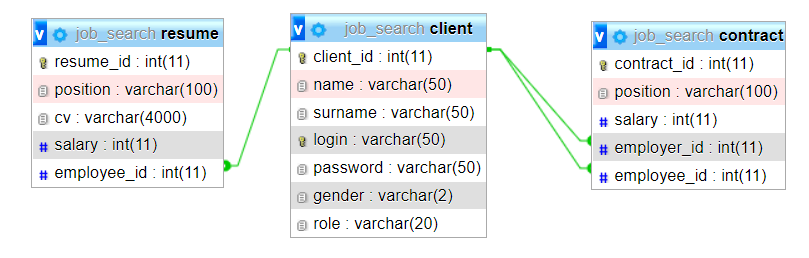 v job_search resume
resume_id : int(11)
position : varchar(100)
cv : varchar(4000)
# salary : int(11)
# employee_id : int(11)
v job_search client
client_id : int(11)
name : varchar(50)
surname : varchar(50)
login : varchar(50)
password : varchar(50)
gender : varchar(2)
role : varchar(20)
v job_search contract
contract_id : int(11)
position : varchar(100)
# salary : int(11)
# employer_id : int(11)
# employee_id : int(11)